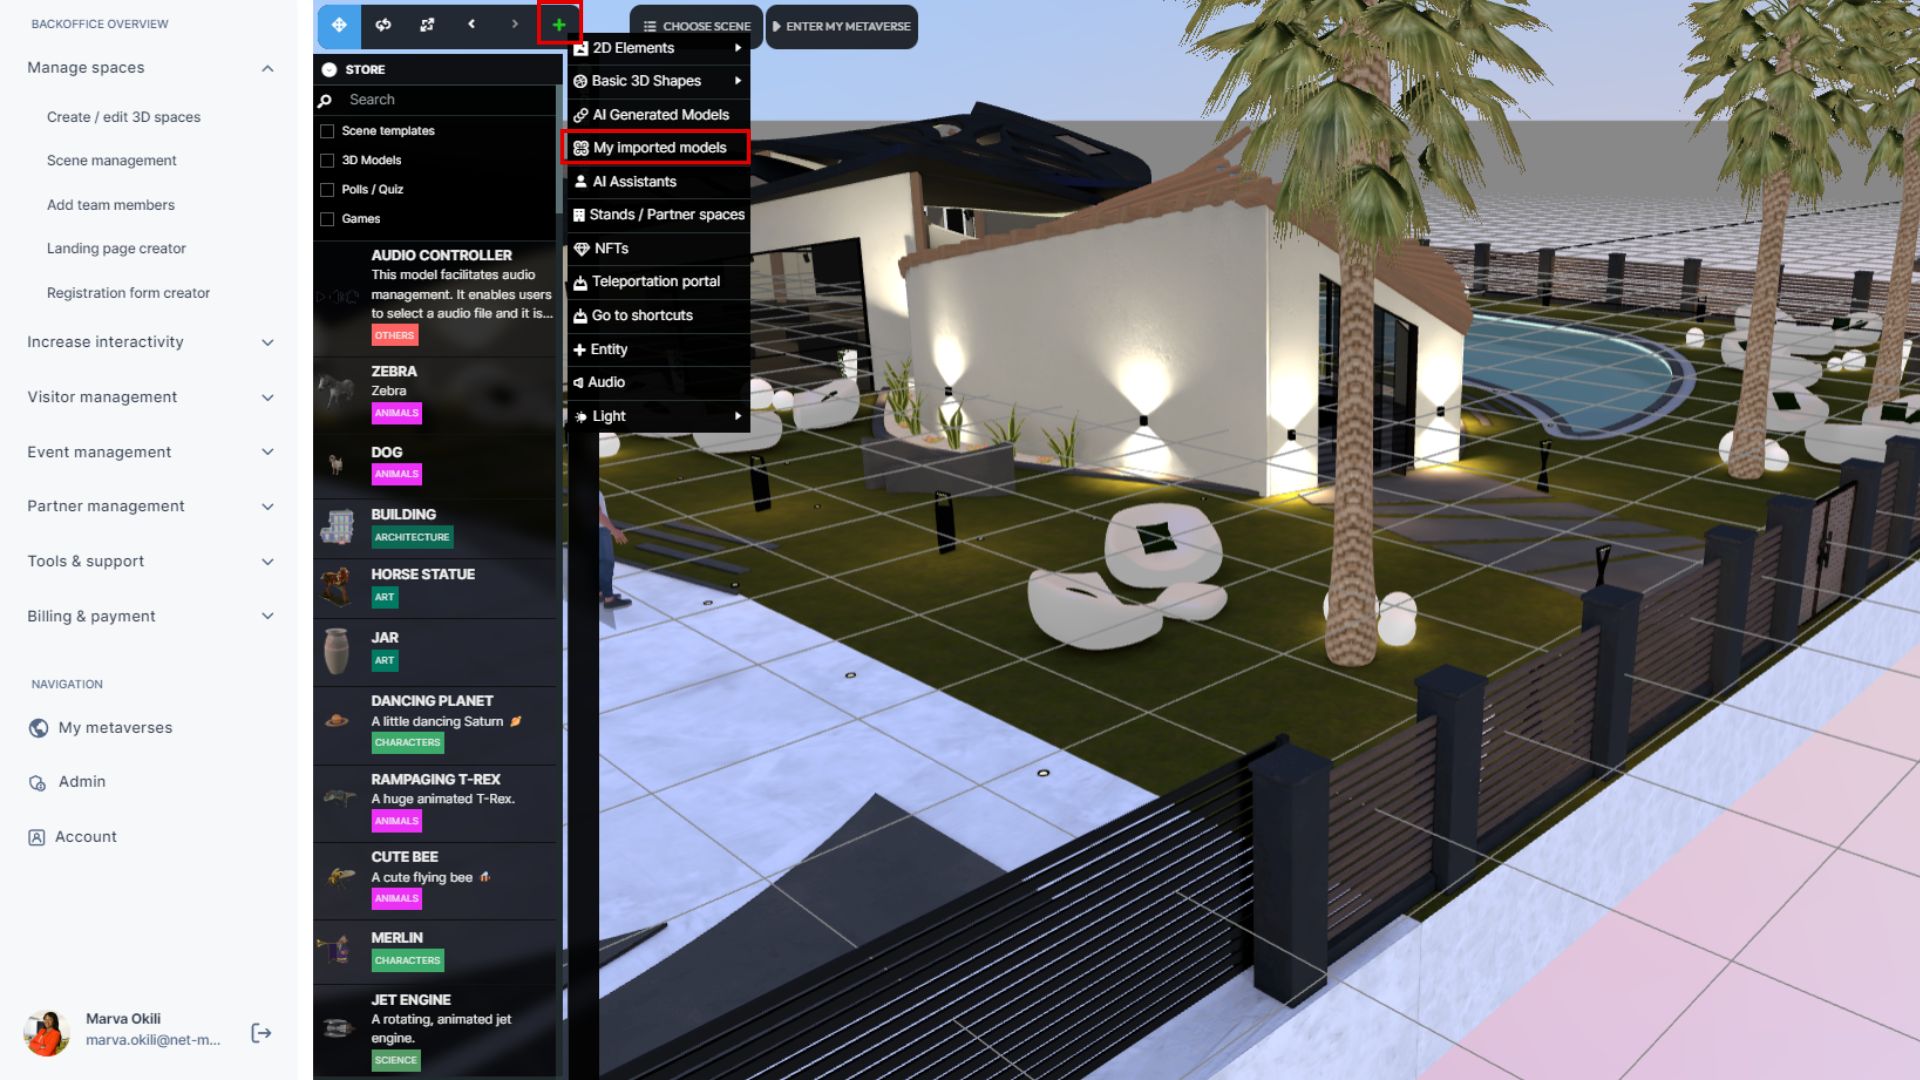 BACKOFFICE OVERVIEW
Manage spaces
Create / edit 3D spaces
Scene management
Add team members
Landing page creator
Registration form creator
Increase interactivity
Visitor management
Event management
Partner management
Tools & support
Billing & payment
NAVIGATION
My metaverses
Admin
Account
Marva Okili
marva.okili@net-m...
CHOOSE SCENE
ENTER MY METAVERSE
STORE
Search
Scene templates
3D Models
Polls / Quiz
Games
AUDIO CONTROLLER
This model facilitates audio
management. It enables users
to select a audio file and it is...
OTHERS
ZEBRA
Zebra
ANIMALS
DOG
ANIMALS
BUILDING
ARCHITECTURE
HORSE STATUE
ART
JAR
ART
DANCING PLANET
A little dancing Saturn 🪐
CHARACTERS
RAMPAGING T-REX
A huge animated T-Rex.
ANIMALS
CUTE BEE
A cute flying bee 🐝
ANIMALS
MERLIN
CHARACTERS
JET ENGINE
A rotating, animated jet
engine.
SCIENCE
2D Elements
Basic 3D Shapes
AI Generated Models
My imported models
AI Assistants
Stands / Partner spaces
NFTs
Teleportation portal
Go to shortcuts
Entity
Audio
Light